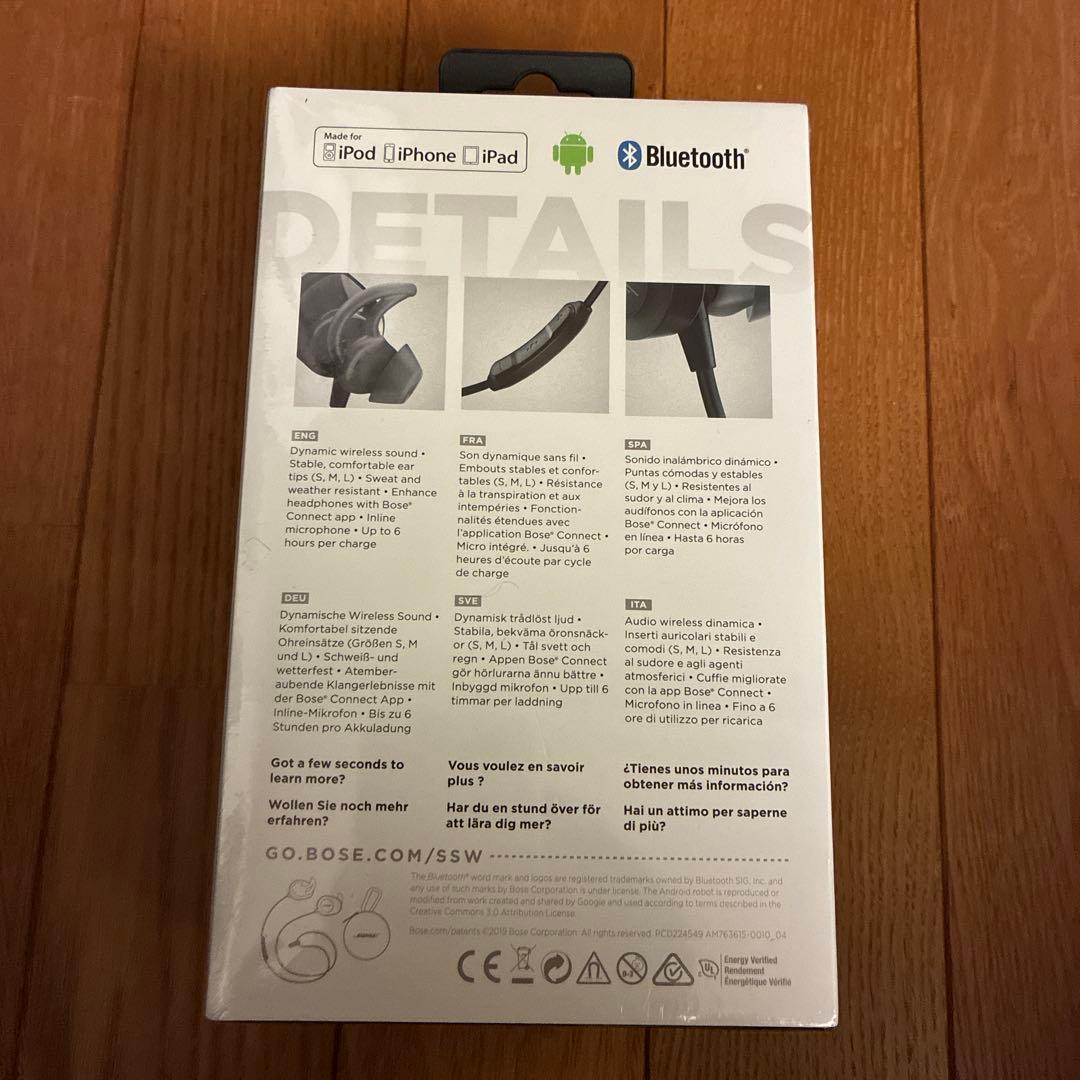 Made for
iPod iPhone iPad
Bluetooth®
DETAILS
ENG
Dynamic wireless sound •
Stable, comfortable ear
tips (S, M, L) • Sweat and
weather resistant • Enhance
headphones with Bose®
Connect app • Inline
microphone • Up to 6
hours per charge
FRA
Son dynamique sans fil •
Embouts stables et confor-
tables (S, M, L) • Résistance
à la transpiration et aux
intempéries • Fonction-
nalités étendues avec
l'application Bose® Connect •
Micro intégré. • Jusqu'à 6
heures d'écoute par cycle
de charge
SPA
Sonido inalámbrico dinámico •
Puntas cómodas y estables
(S, M y L) • Resistentes al
sudor y al clima • Mejora los
audífonos con la aplicación
Bose® Connect • Micrófono
en línea • Hasta 6 horas
por carga
DEU
Dynamische Wireless Sound •
Komfortabel sitzende
Ohreinsätze (Größen S, M
und L) • Schweiß- und
wetterfest • Atember-
aubende Klangerlebnisse mit
der Bose® Connect App •
Inline-Mikrofon • Bis zu 6
Stunden pro Akkuladung
SVE
Dynamisk trådlöst ljud •
Stabila, bekväma öronsnäck-
or (S, M, L) • Tål svett och
regn • Appen Bose® Connect
gör hörlurarna ännu bättre •
Inbyggd mikrofon • Upp till 6
timmar per laddning
ITA
Audio wireless dinamica •
Inserti auricolari stabili e
comodi (S, M, L) • Resistenza
al sudore e agli agenti
atmosferici • Cuffie migliorate
con la app Bose® Connect •
Microfono in linea • Fino a 6
ore di utilizzo per ricarica
Got a few seconds to
learn more?
Vous voulez en savoir
plus ?
¿Tienes unos minutos para
obtener más información?
Wollen Sie noch mehr
erfahren?
Har du en stund över för
att lära dig mer?
Hai un attimo per saperne
di più?
GO.BOSE.COM/SSW
The Bluetooth® word mark and logos are registered trademarks owned by Bluetooth SIG, Inc. and
any use of such marks by Bose Corporation is under license. The Android robot is reproduced or
modified from work created and shared by Google and used according to terms described in the
Creative Commons 3.0 Attribution License.
Bose.com/patents ©2019 Bose Corporation. All rights reserved. PCD224549 AM763615-0010_04
BOSE
CE
0-3
UL
Energy Verified
Rendement
Énergétique Vérifié